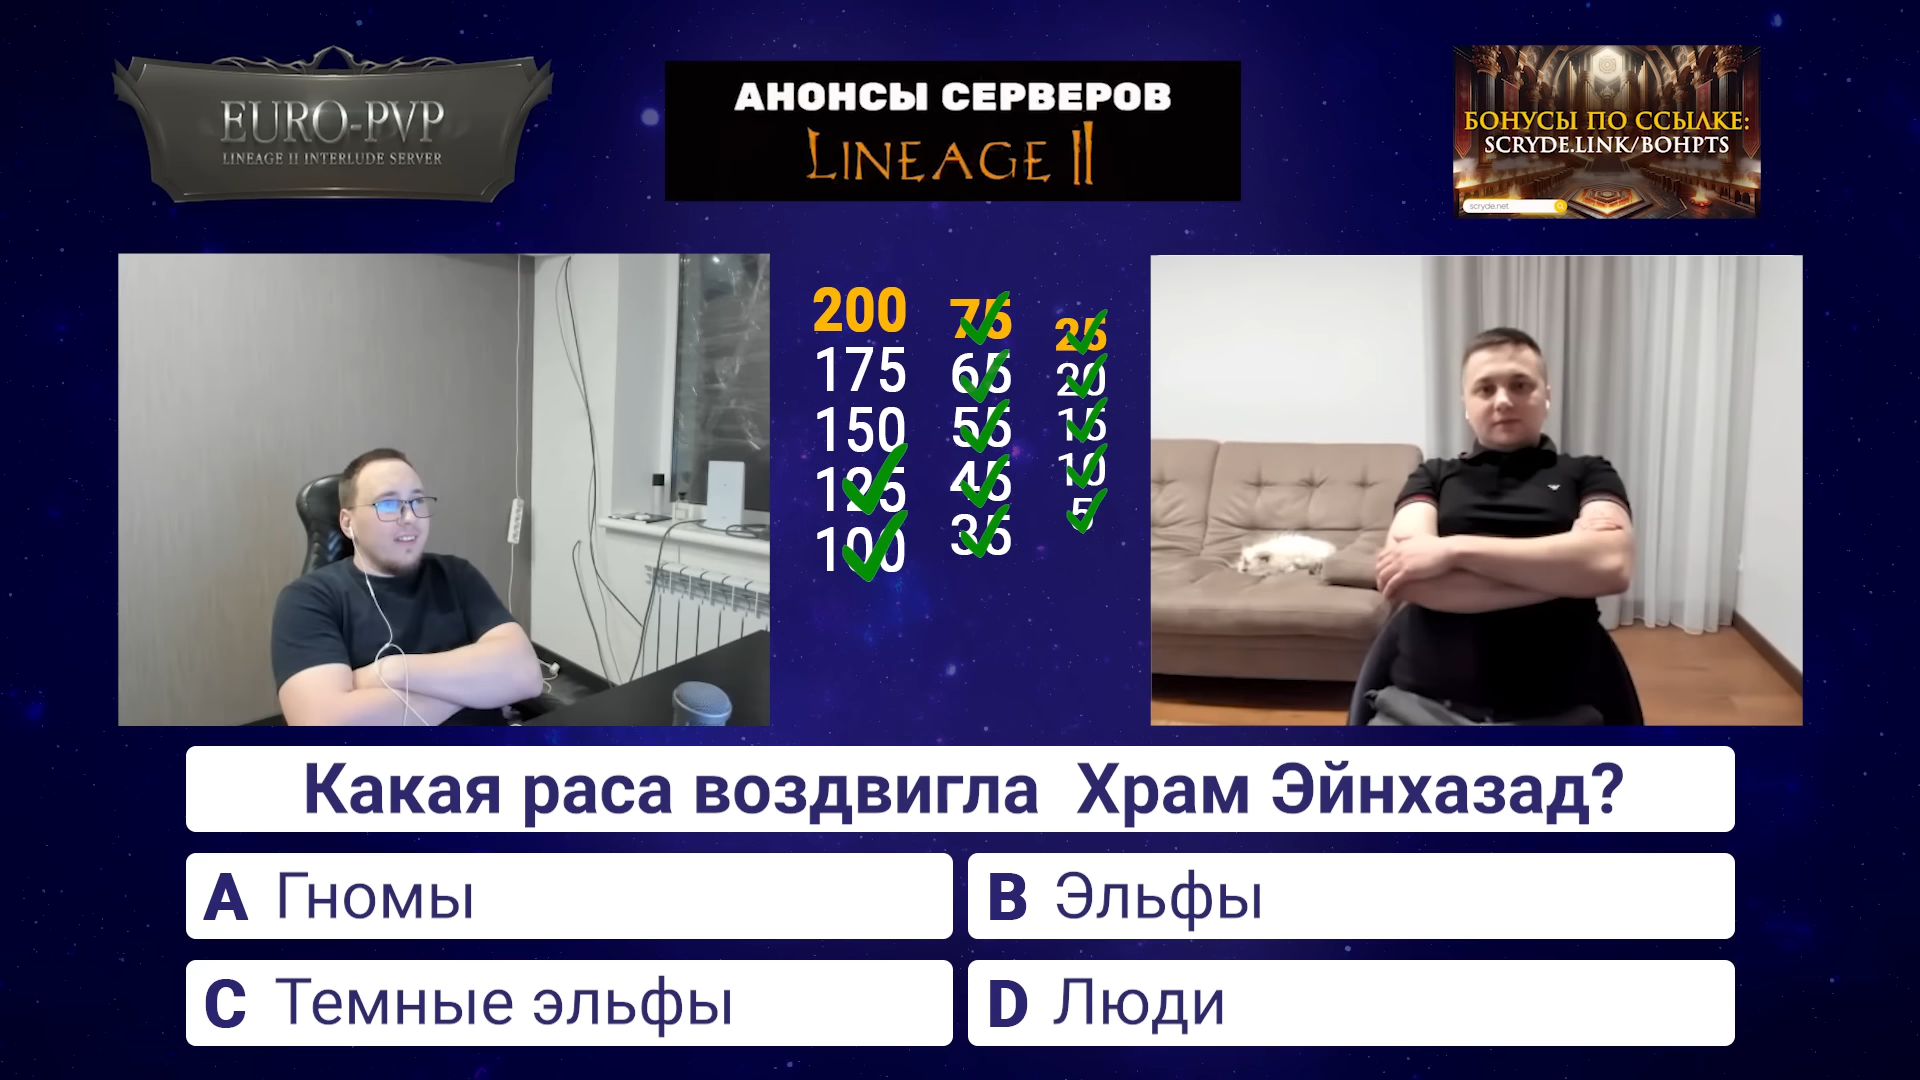 EURO-PVP
LINEAGE II INTERLUDE SERVER
АНОНСЫ СЕРВЕРОВ
LINEAGE II
БОНУСЫ ПО ССЫЛКЕ:
SCRYDE.LINK/BOHPTS
scryde.net
200
175
150
125
100
75
65
55
45
35
25
20
15
10
5
Какая раса воздвигла Храм Эйнхазад?
A Гномы
B Эльфы
C Темные эльфы
D Люди